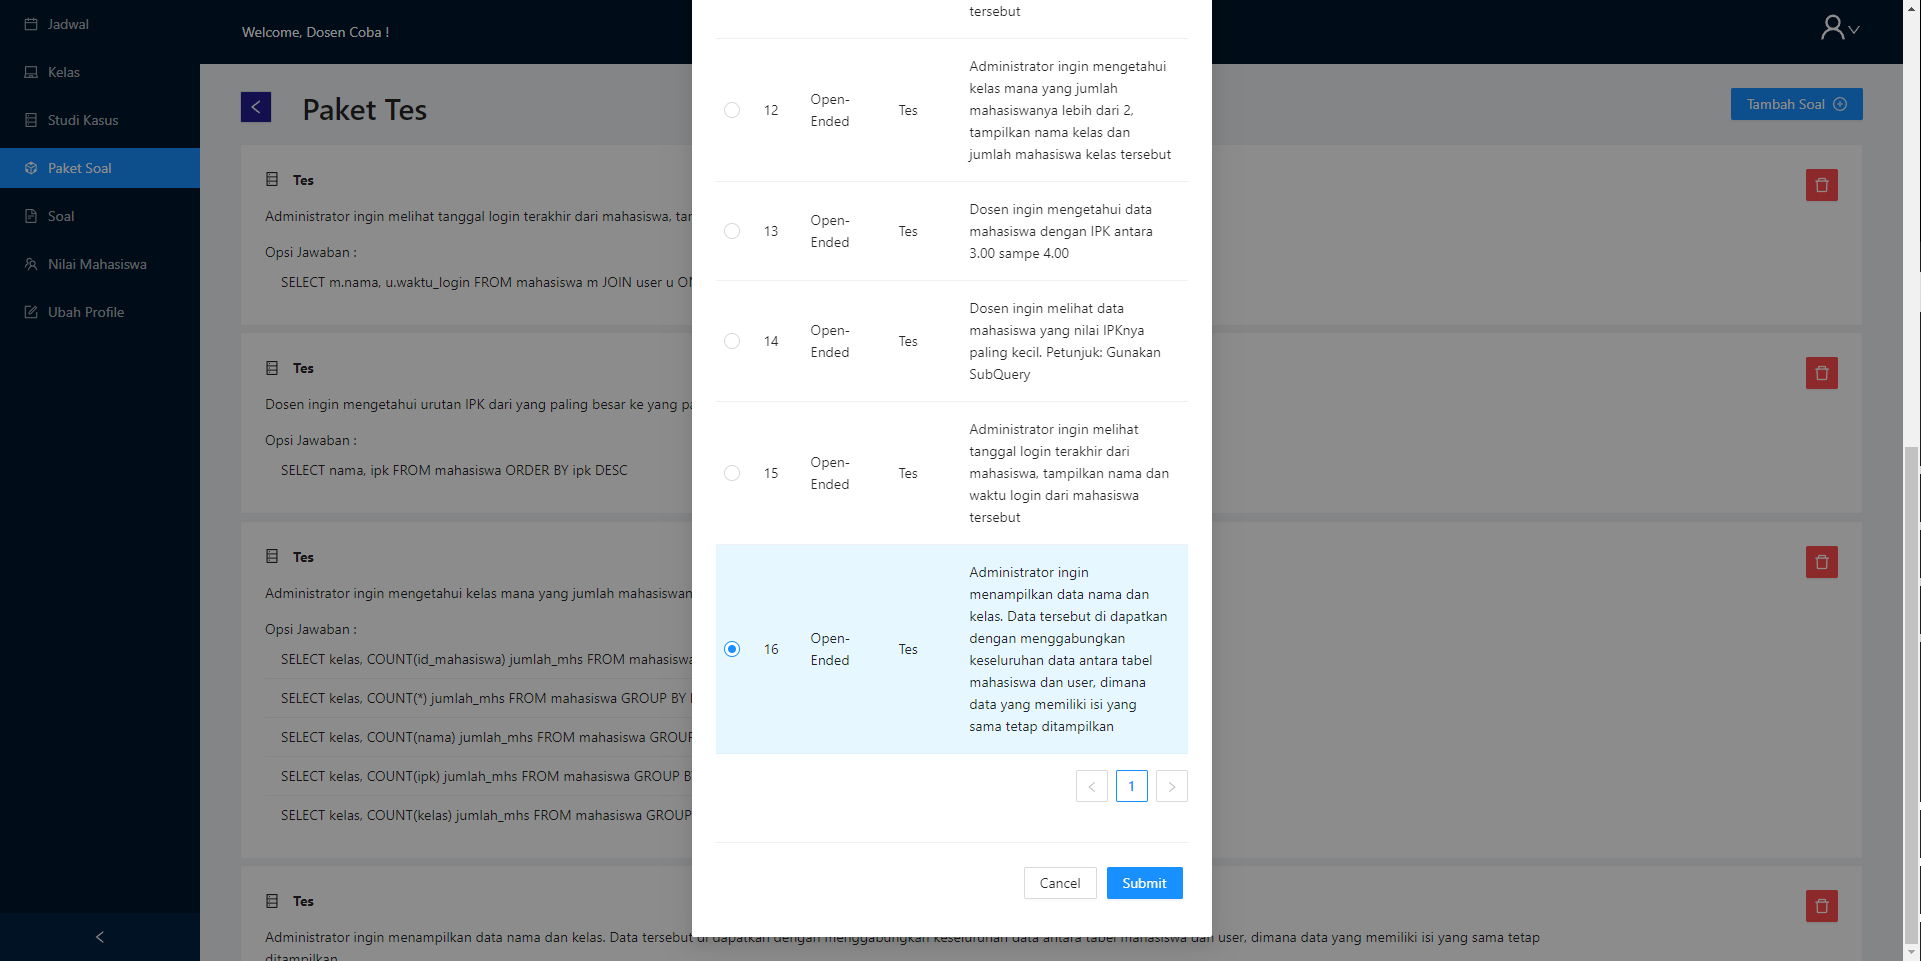 Jadwal
Kelas
Studi Kasus
Paket Soal
Soal
Nilai Mahasiswa
Ubah Profile
Welcome, Dosen Coba !
Paket Tes
Tambah Soal
Tes
Administrator ingin melihat tanggal login terakhir dari mahasiswa,
Opsi Jawaban :
SELECT m.nama, u.waktu_login FROM mahasiswa m JOIN user u
Tes
Dosen ingin mengetahui urutan IPK dari yang paling besar ke yang
Opsi Jawaban :
SELECT nama, ipk FROM mahasiswa ORDER BY ipk DESC
Tes
Administrator ingin mengetahui kelas mana yang jumlah
Opsi Jawaban :
SELECT kelas, COUNT(id_mahasiswa) jumlah_mhs FROM mahasiswa
SELECT kelas, COUNT(*) jumlah_mhs FROM mahasiswa GROUP BY
SELECT kelas, COUNT(nama) jumlah_mhs FROM mahasiswa
SELECT kelas, COUNT(ipk) jumlah_mhs FROM mahasiswa GROUP
SELECT kelas, COUNT(kelas) jumlah_mhs FROM mahasiswa GROUP
Tes
Administrator ingin menampilkan data nama dan kelas. Data tersebut di dapatkan dengan menggabungkan keseluruhan data antara tabel mahasiswa dan user, dimana data yang memiliki isi yang sama tetap
ditampilkan
tersebut
12
Open-
Ended
Tes
Administrator ingin mengetahui
kelas mana yang jumlah
mahasiswanya lebih dari 2,
tampilkan nama kelas dan
jumlah mahasiswa kelas tersebut
13
Open-
Ended
Tes
Dosen ingin mengetahui data
mahasiswa dengan IPK antara
3.00 sampe 4.00
14
Open-
Ended
Tes
Dosen ingin melihat data
mahasiswa yang nilai IPKnya
paling kecil. Petunjuk: Gunakan
SubQuery
15
Open-
Ended
Tes
Administrator ingin melihat
tanggal login terakhir dari
mahasiswa, tampilkan nama dan
waktu login dari mahasiswa
tersebut
16
Open-
Ended
Tes
Administrator ingin
menampilkan data nama dan
kelas. Data tersebut di dapatkan
dengan menggabungkan
keseluruhan data antara tabel
mahasiswa dan user, dimana
data yang memiliki isi yang
sama tetap ditampilkan
1
Cancel
Submit